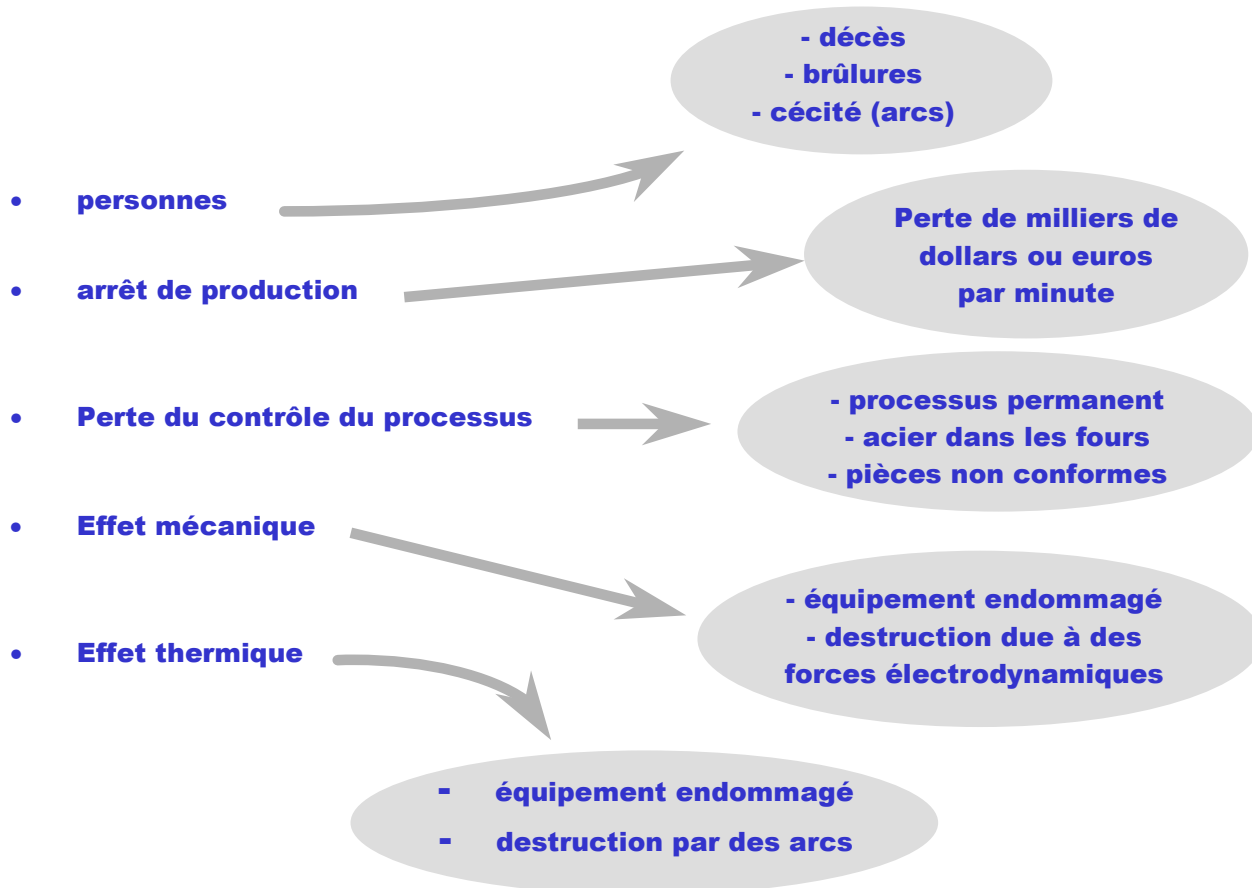 - décès
- brûlures
- cécité (arcs)
• personnes
Perte de milliers de
dollars ou euros
par minute
• arrêt de production
• Perte du contrôle du processus
- processus permanent
- acier dans les fours
- pièces non conformes
• Effet mécanique
- équipement endommagé
- destruction due à des
forces électrodynamiques
• Effet thermique
- équipement endommagé
- destruction par des arcs